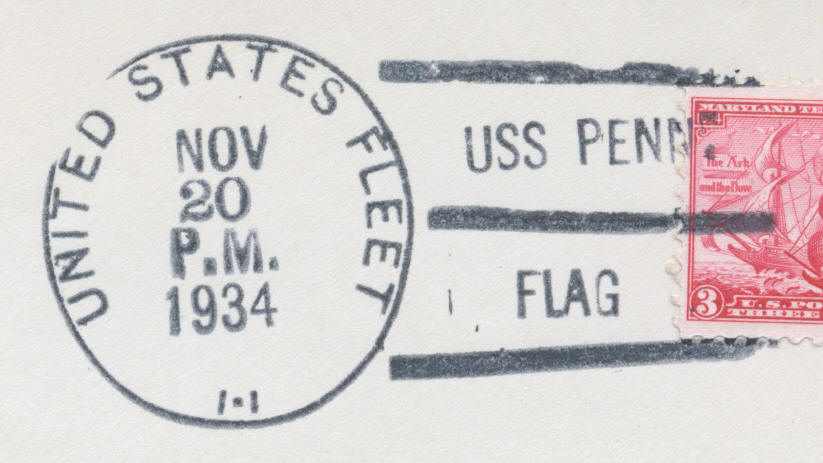 UNITED STATES FLEET
NOV
20
P.M.
1934
1-1
USS PENN.
FLAG
MARYLAND TE
The Ark
and the Dove
3
U.S. PO
THREE